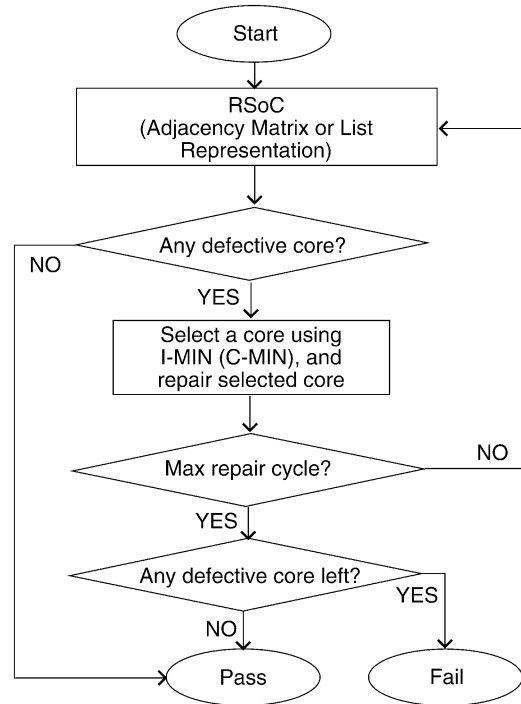 Start
RSoC
(Adjacency Matrix or List
Representation)
Any defective core?
NO
YES
Select a core using
I-MIN (C-MIN), and
repair selected core
Max repair cycle?
NO
YES
Any defective core left?
YES
NO
Pass
Fail